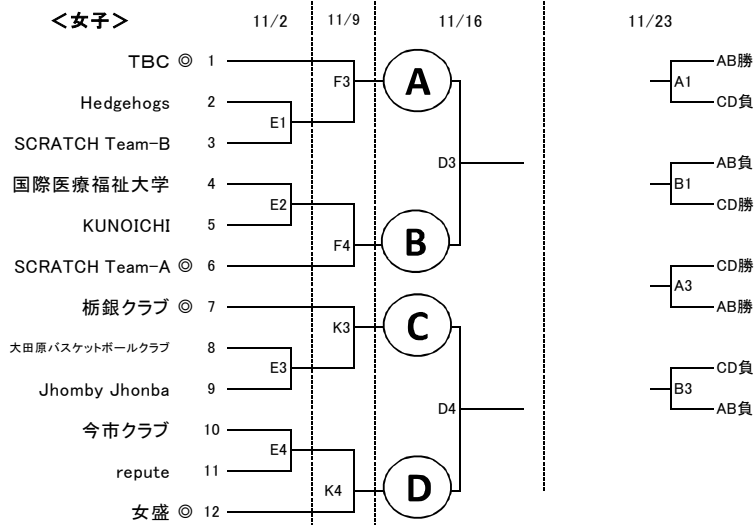 ＜女子＞ 11/2 11/9 11/16 11/23
TBC ◎ 1
Hedgehogs 2
SCRATCH Team-B 3
国際医療福祉大学 4
KUNOICHI 5
SCRATCH Team-A ◎ 6
栃銀クラブ ◎ 7
大田原バスケットボールクラブ 8
Jhomby Jhonba 9
今市クラブ 10
repute 11
女盛 ◎ 12
E1
E2
E3
E4
F3
F4
K3
K4
A
B
C
D
D3
D4
AB勝
A1
CD負
AB負
B1
CD勝
CD勝
A3
AB勝
CD負
B3
AB負